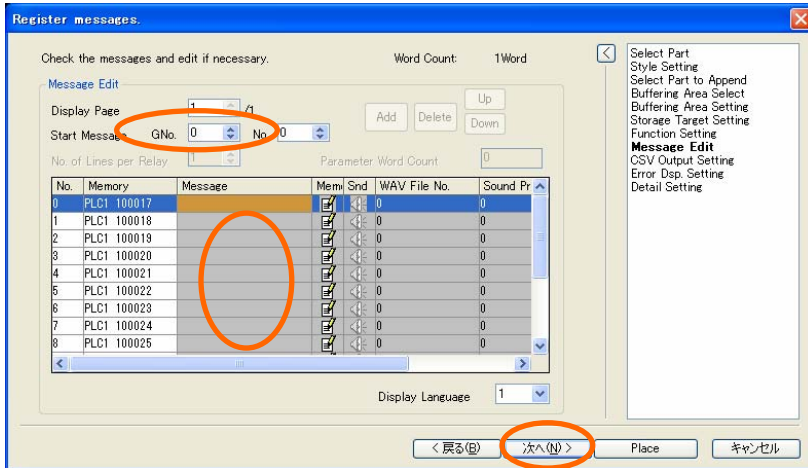 Register messages.
Check the messages and edit if necessary. Word Count: 1Word
Message Edit
Display Page 1 /1
Start Message GNo. 0 No. 0
Add Delete Up Down
No. of Lines per Relay 1 Parameter Word Count 0
No. Memory Message Mem Snd WAV File No. Sound Pr
0 PLC1 100017 0 0
1 PLC1 100018 0 0
2 PLC1 100019 0 0
3 PLC1 100020 0 0
4 PLC1 100021 0 0
5 PLC1 100022 0 0
6 PLC1 100023 0 0
7 PLC1 100024 0 0
8 PLC1 100025 0 0
Display Language 1
Select Part
Style Setting
Select Part to Append
Buffering Area Select
Buffering Area Setting
Storage Target Setting
Function Setting
Message Edit
CSV Output Setting
Error Dsp. Setting
Detail Setting
< 戻る(B) 次へ(N) > Place キャンセル